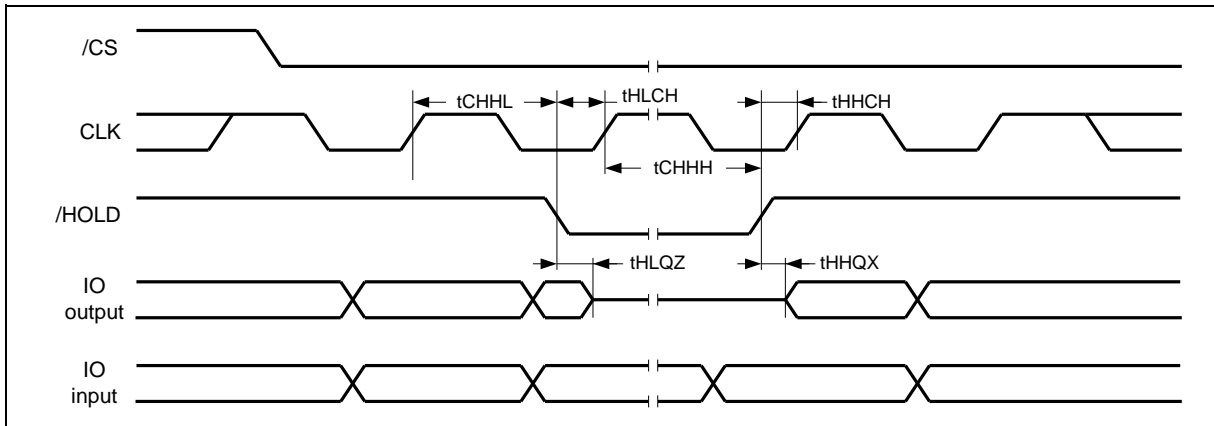 /CS
tCHHL
tHLCH
tHHCH
CLK
tCHHH
/HOLD
tHLQZ
tHHQX
IO
output
IO
input